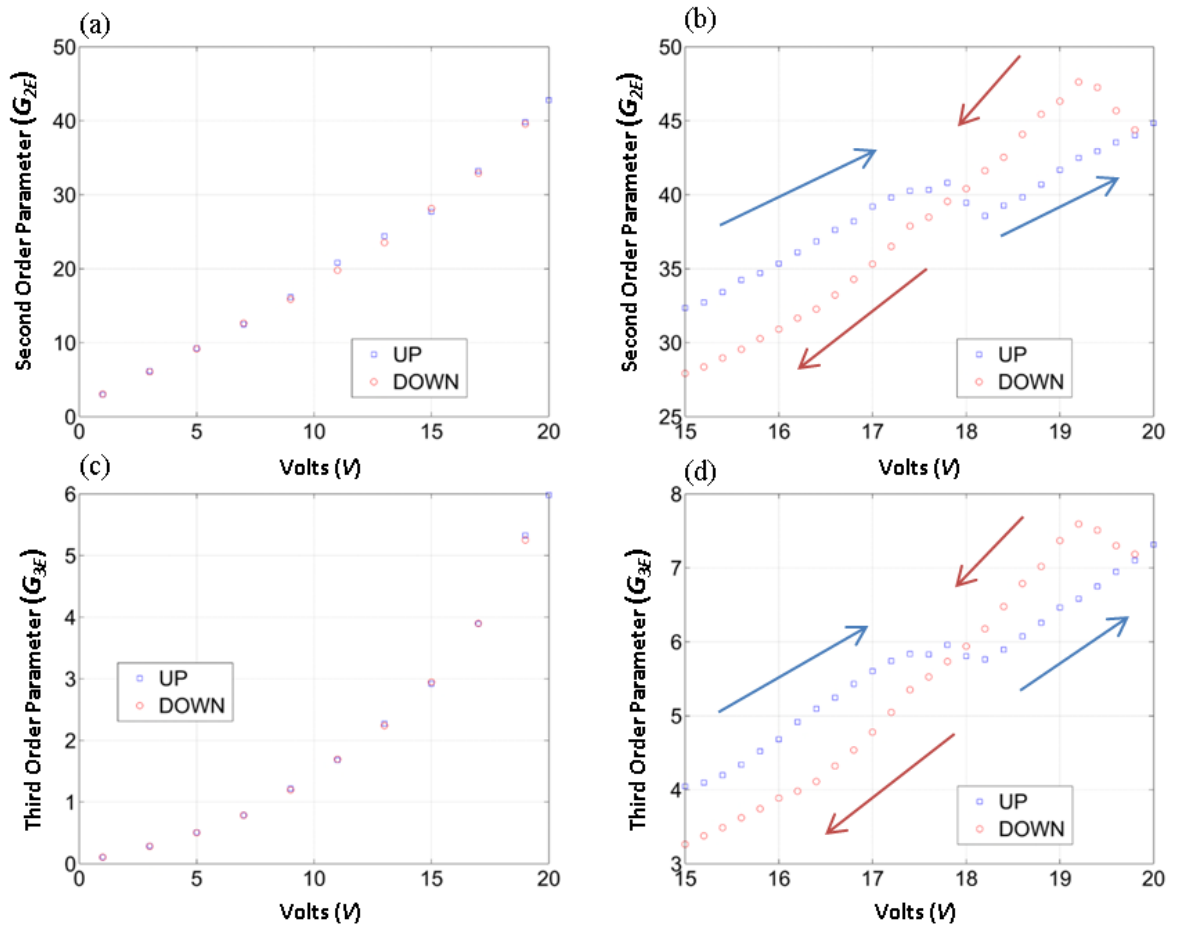 (a)
50
40
30
20
10
0
0 5 10 15 20
Second Order Parameter (G2E)
Volts (V)
UP
DOWN
(b)
50
45
40
35
30
25
15 16 17 18 19 20
Second Order Parameter (G2E)
Volts (V)
UP
DOWN
(c)
6
5
4
3
2
1
0
0 5 10 15 20
Third Order Parameter (G3E)
Volts (V)
UP
DOWN
(d)
8
7
6
5
4
3
15 16 17 18 19 20
Third Order Parameter (G3E)
Volts (V)
UP
DOWN